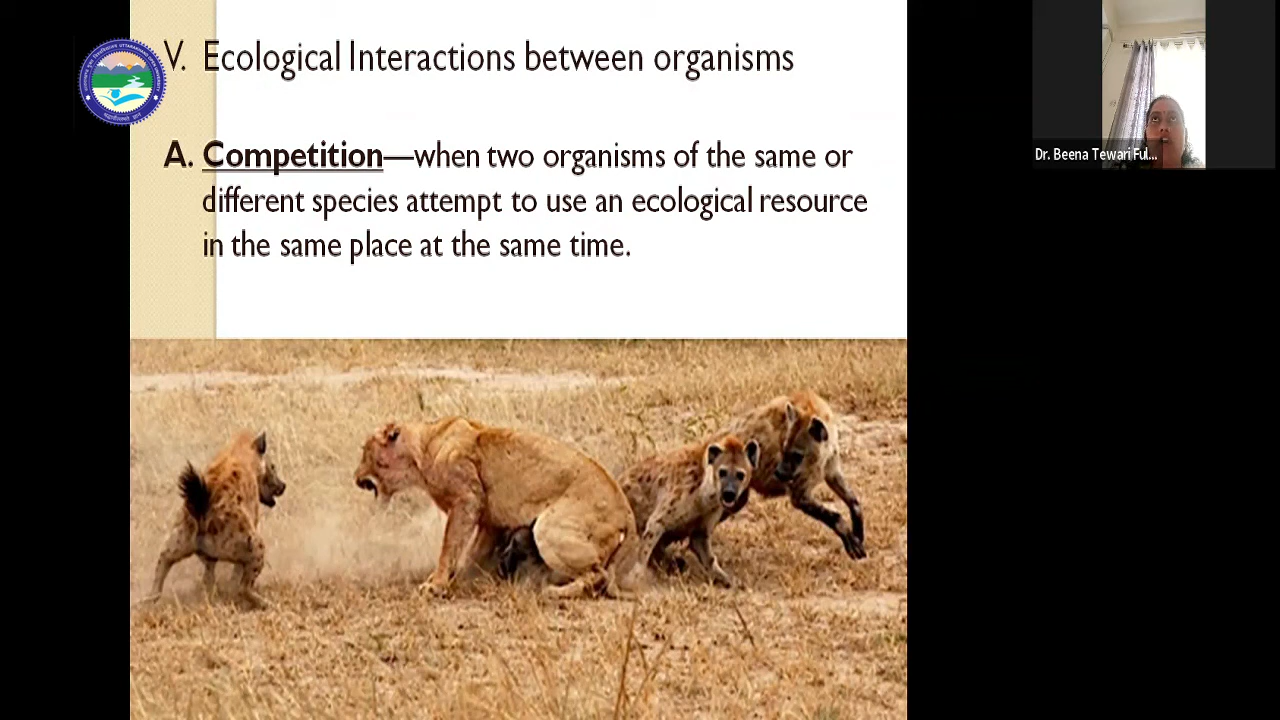 V. Ecological Interactions between organisms
A. Competition—when two organisms of the same or
different species attempt to use an ecological resource
in the same place at the same time.
Dr. Beena Tewari Ful...